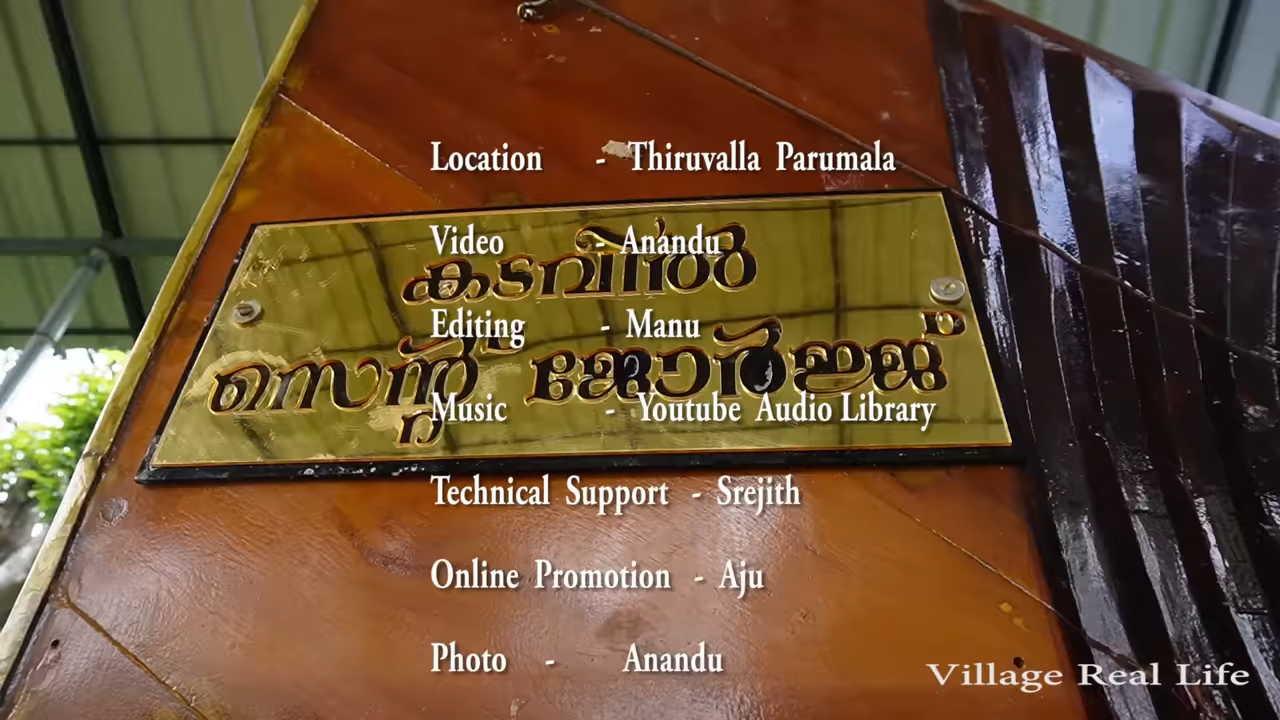 Location - Thiruvalla Parumala
Video - Anandu
കടവിൽ
Editing - Manu
സെന്റ് ജോർജ്ജ്
Music - Youtube Audio Library
Technical Support - Srejith
Online Promotion - Aju
Photo - Anandu
Village Real Life